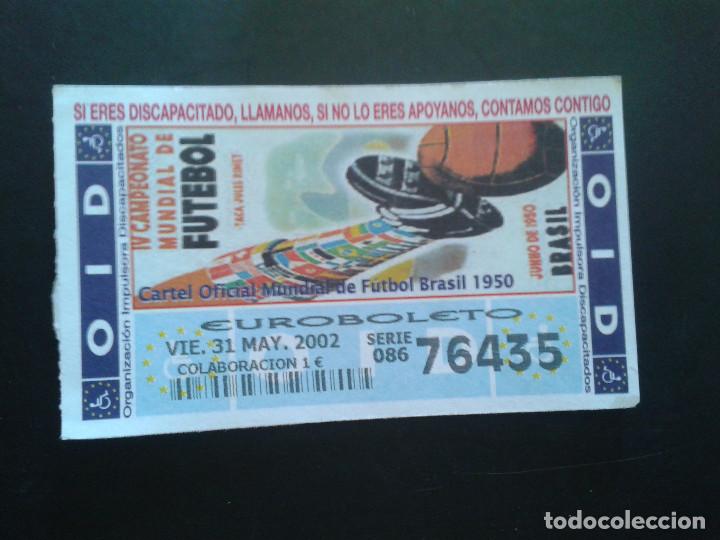 SI ERES DISCAPACITADO, LLAMANOS, SI NO LO ERES APOYANOS, CONTAMOS CONTIGO
OID
Organización Impulsora Discapacitados
IV CAMPEONATO
MUNDIAL DE
FUTEBOL
·TAÇA JULES RIMET
JUNHO DE 1950
BRASIL
Cartel Oficial Mundial de Futbol Brasil 1950
Organización Impulsora Discapacitados
OID
EUROBOLETO
VIE. 31 MAY. 2002
SERIE
086
76435
COLABORACION 1 €
todocoleccion.net